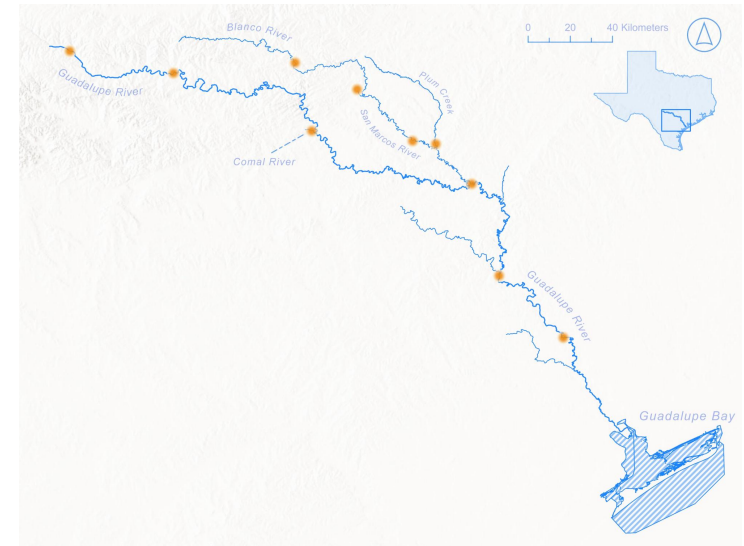 Blanco River
0 20 40 Kilometers
Guadalupe River
Plum Creek
San Marcos River
Comal River
Guadalupe River
Guadalupe Bay